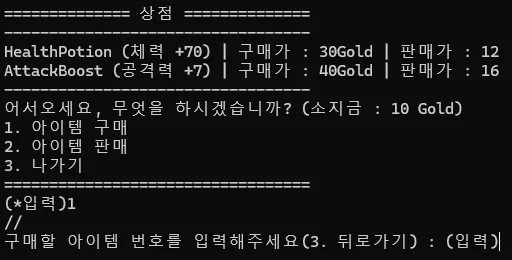 ============== 상점 ==============
----------------------------------
HealthPotion (체력 +70) | 구매가 : 30Gold | 판매가 : 12
AttackBoost (공격력 +7) | 구매가 : 40Gold | 판매가 : 16
----------------------------------
어서오세요, 무엇을 하시겠습니까? (소지금 : 10 Gold)
1. 아이템 구매
2. 아이템 판매
3. 나가기
==================================
(*입력)1
//
구매할 아이템 번호를 입력해주세요(3. 뒤로가기) : (입력)